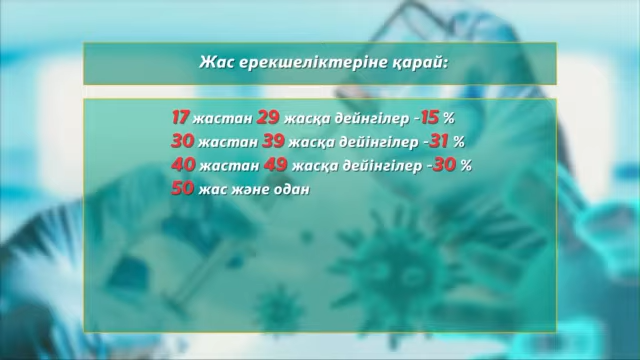 Жас ерекшеліктеріне қарай:
17 жастан 29 жасқа дейнгілер -15 %
30 жастан 39 жасқа дейінгілер -31 %
40 жастан 49 жасқа дейінгілер -30 %
50 жас және одан